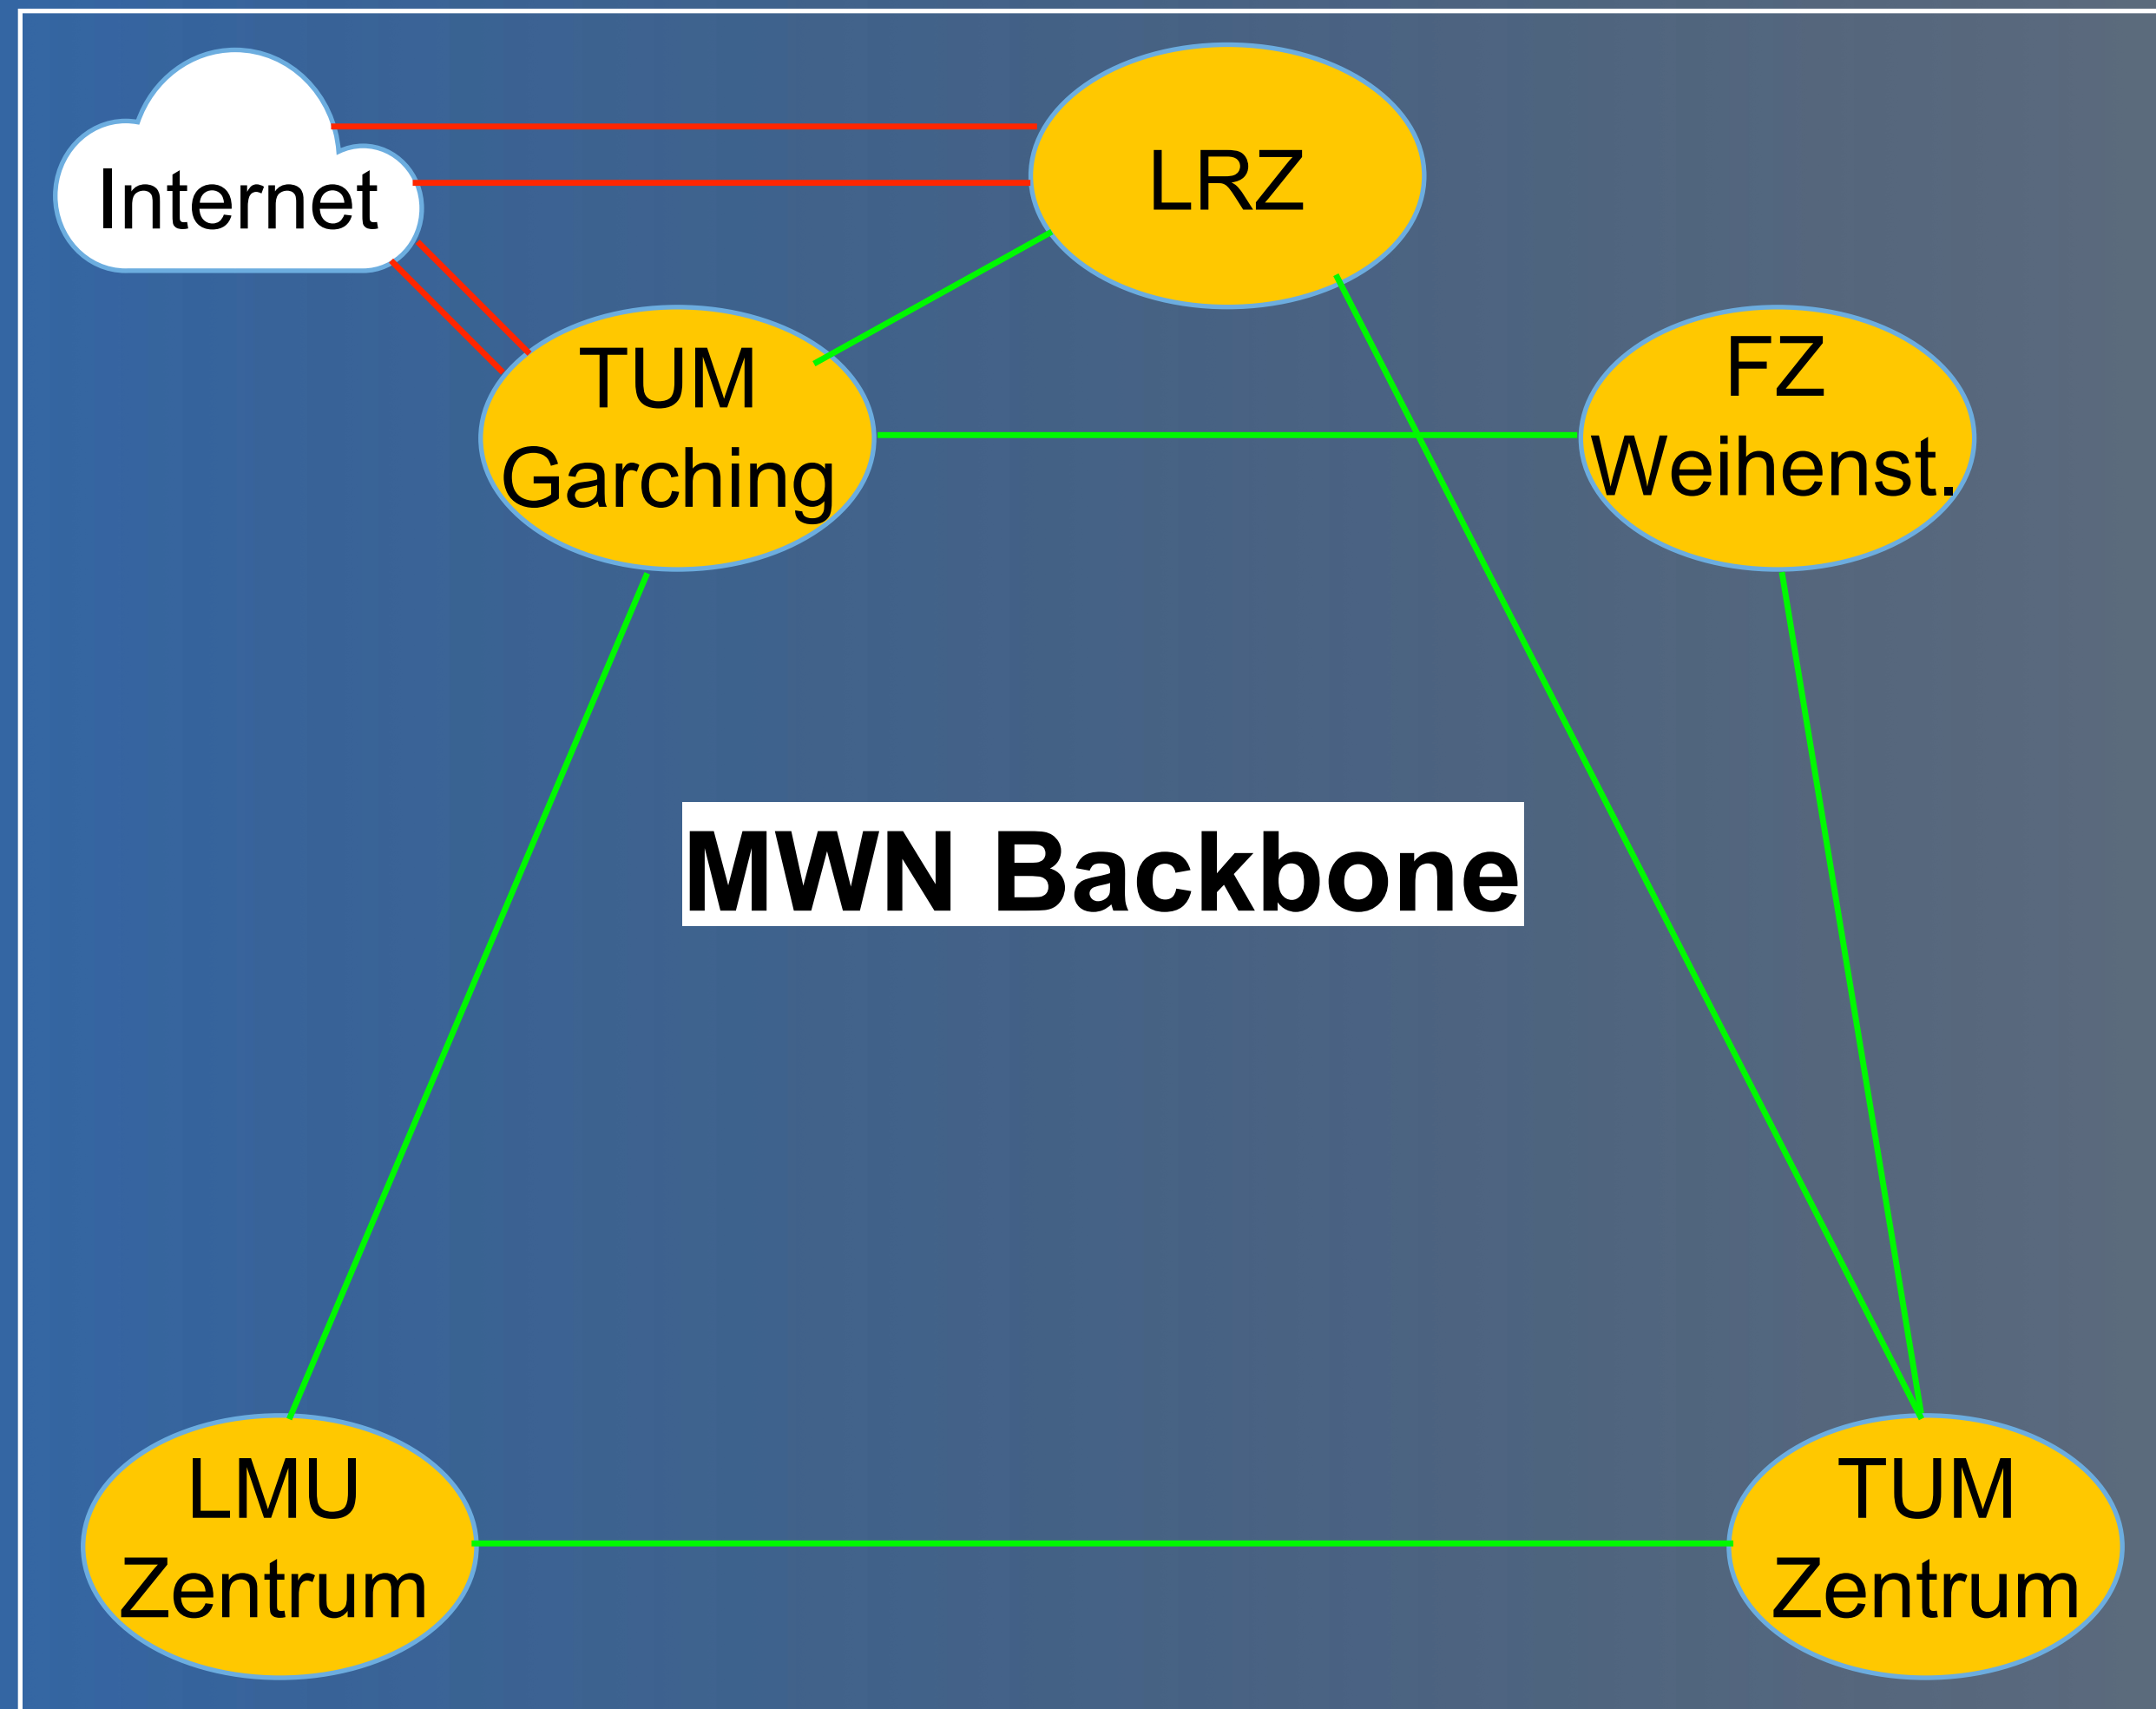 Internet
LRZ
TUM
Garching
FZ
Weihenst.
MWN Backbone
LMU
Zentrum
TUM
Zentrum